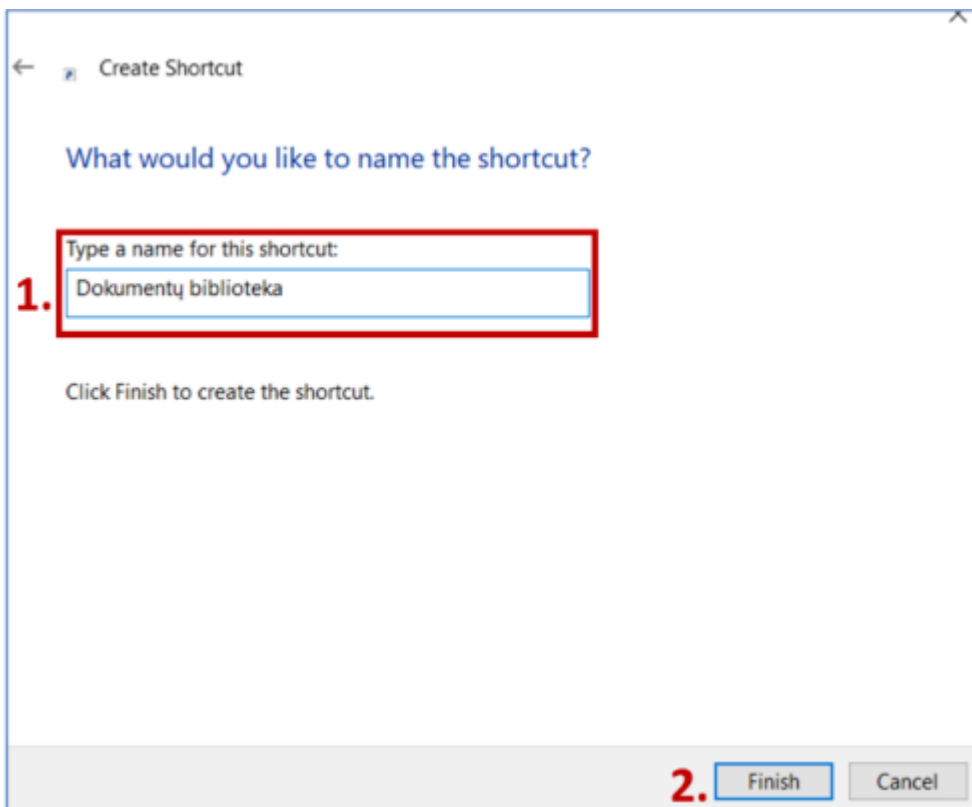 Create Shortcut
What would you like to name the shortcut?
Type a name for this shortcut:
1.
Dokumentų biblioteka
Click Finish to create the shortcut.
2.
Finish
Cancel